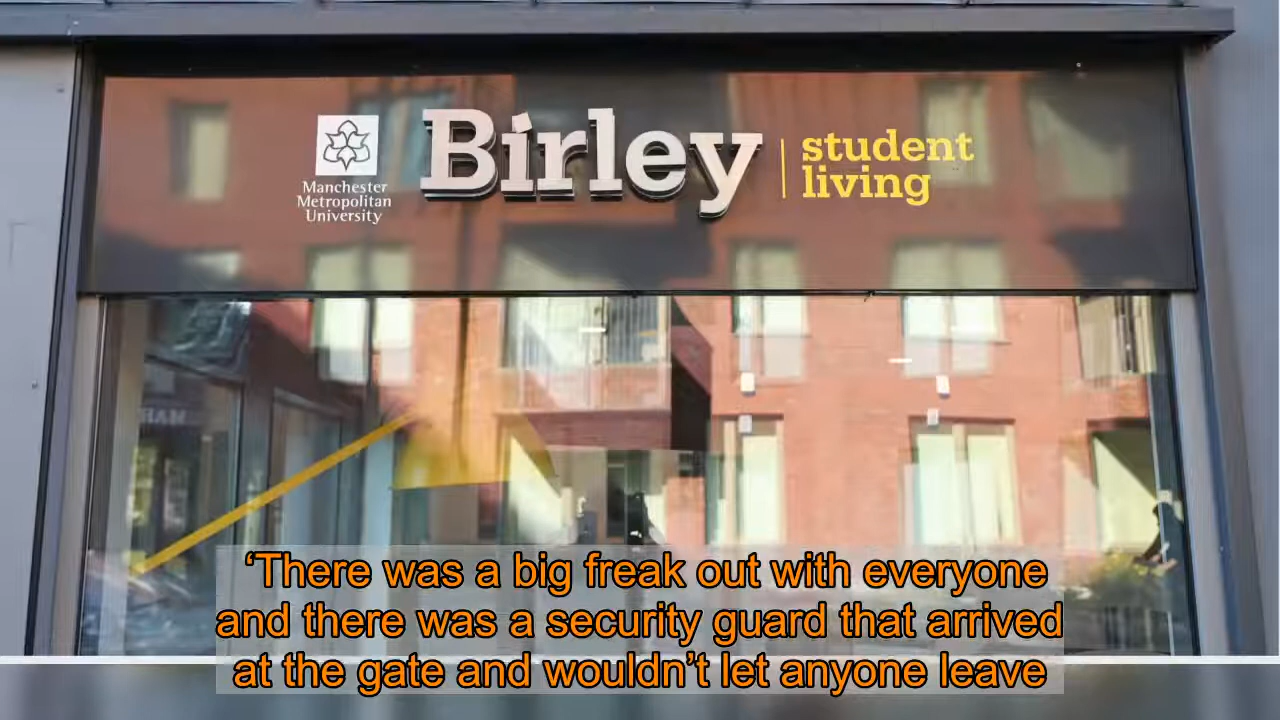 Manchester
Metropolitan
University
Birley
student
living
‘There was a big freak out with everyone
and there was a security guard that arrived
at the gate and wouldn’t let anyone leave